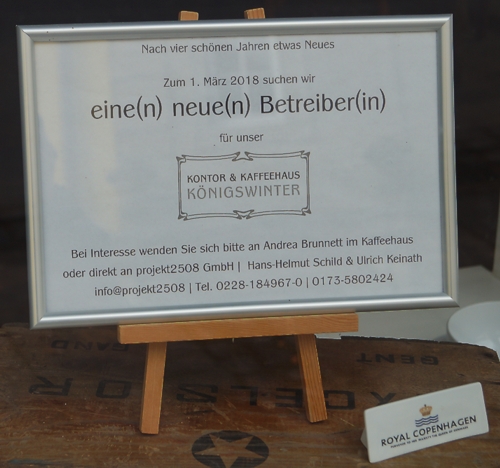 Nach vier schönen Jahren etwas Neues
Zum 1. März 2018 suchen wir
eine(n) neue(n) Betreiber(in)
für unser
KONTOR & KAFFEEHAUS
KÖNIGSWINTER
Bei Interesse wenden Sie sich bitte an Andrea Brunnett im Kaffeehaus
oder direkt an projekt2508 GmbH | Hans-Helmut Schild & Ulrich Keinath
info@projekt2508 | Tel. 0228-184967-0 | 0173-5802424
GENT
LAND
ROYAL COPENHAGEN